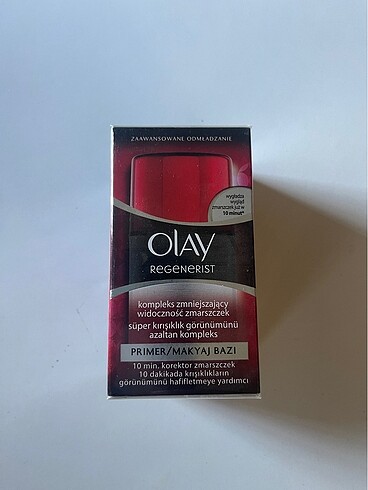 ZAAWANSOWANE ODMŁADZANIE
wygładza
wygląd
zmarszczek już w
10 minut*
OLAY
REGENERIST
kompleks zmniejszający
widoczność zmarszczek
süper kırışıklık görünümünü
azaltan kompleks
PRIMER/MAKYAJ BAZI
10 min. korektor zmarszczek
10 dakikada kırışıklıkların
görünümünü hafifletmeye yardımcı